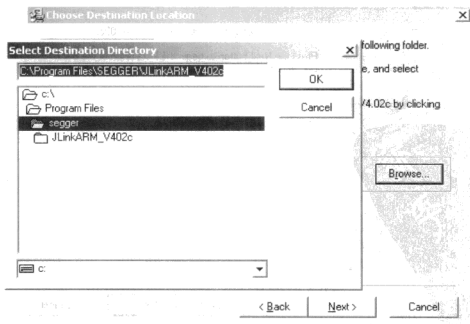 Choose Destination Location
following folder.
Select Destination Directory
C:\Program Files\SEGGER\JLinkARM_V402c
e, and select
OK
c:\
Program Files
Cancel
V4.02c by clicking
segger
JLinkARM_V402c
Browse...
c:
< Back
Next >
Cancel